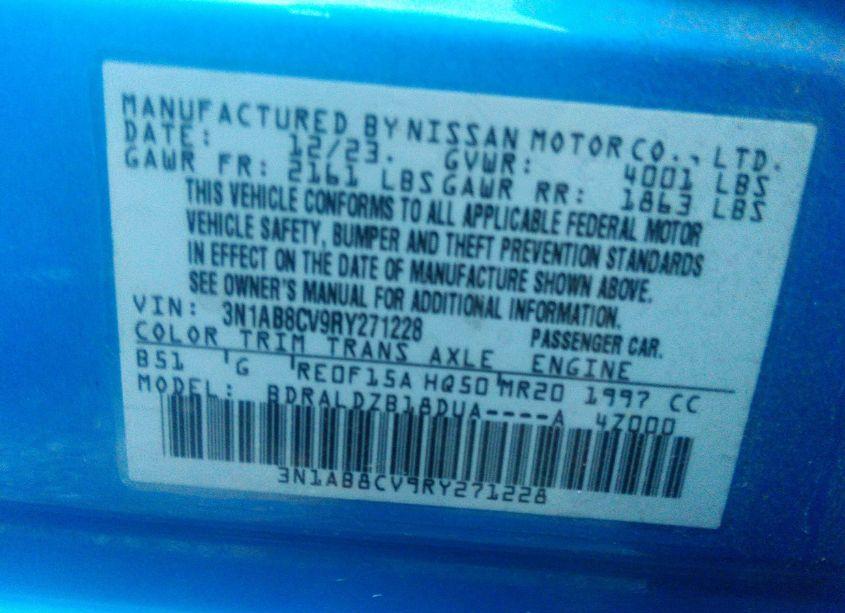 MANUFACTURED BY NISSAN MOTOR CO., LTD.
DATE: 12/23. GVWR: 4001 LBS
GAWR FR: 2161 LBS GAWR RR: 1863 LBS
THIS VEHICLE CONFORMS TO ALL APPLICABLE FEDERAL MOTOR
VEHICLE SAFETY, BUMPER AND THEFT PREVENTION STANDARDS
IN EFFECT ON THE DATE OF MANUFACTURE SHOWN ABOVE.
SEE OWNER'S MANUAL FOR ADDITIONAL INFORMATION.
VIN: 3N1AB8CV9RY271228 PASSENGER CAR.
COLOR TRIM TRANS AXLE ENGINE
B51 G RE0F15A HQ50 MR20 1997 CC
MODEL: BDRALDZB18DUA----A 4Z000
3N1AB8CV9RY271228